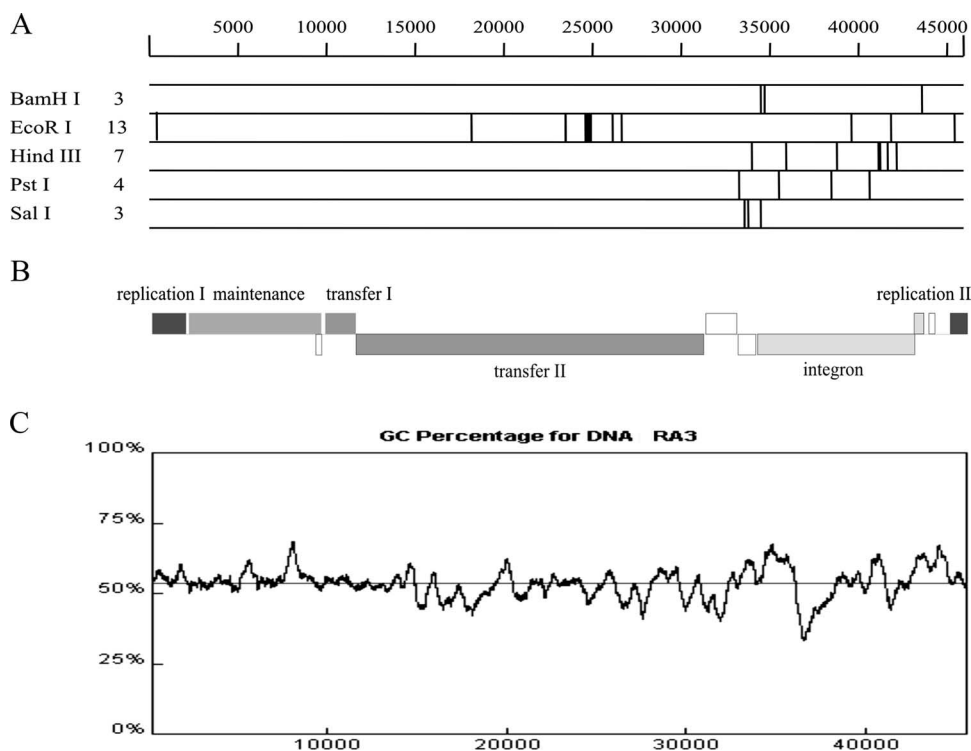 A
5000 10000 15000 20000 25000 30000 35000 40000 45000
BamH I 3
EcoR I 13
Hind III 7
Pst I 4
Sal I 3
B
replication I maintenance transfer I replication II
transfer II integron
C
GC Percentage for DNA RA3
100%
75%
50%
25%
0%
10000 20000 30000 40000